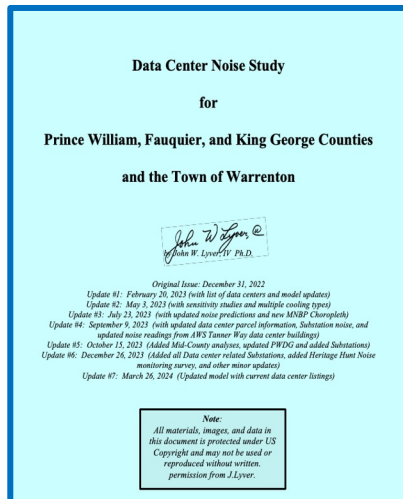 Data Center Noise Study
for
Prince William, Fauquier, and King George Counties
and the Town of Warrenton
John W Lyver,
by John W. Lyver, IV Ph.D.
Original Issue: December 31, 2022
Update #1: February 20, 2023 (with list of data centers and model updates)
Update #2: May 3, 2023 (with sensitivity studies and multiple cooling types)
Update #3: July 23, 2023 (with updated noise predictions and new MNBP Choropleth)
Update #4: September 9, 2023 (with updated data center parcel information, Substation noise, and
updated noise readings from AWS Tanner Way data center buildings)
Update #5: October 15, 2023 (Added Mid-County analyses, updated PWDG and added Substations)
Update #6: December 26, 2023 (Added all Data center related Substations, added Heritage Hunt Noise
monitoring survey, and other minor updates)
Update #7: March 26, 2024 (Updated model with current data center listings)
Note:
All materials, images, and data in
this document is protected under US
Copyright and may not be used or
reproduced without written.
permission from J.Lyver.